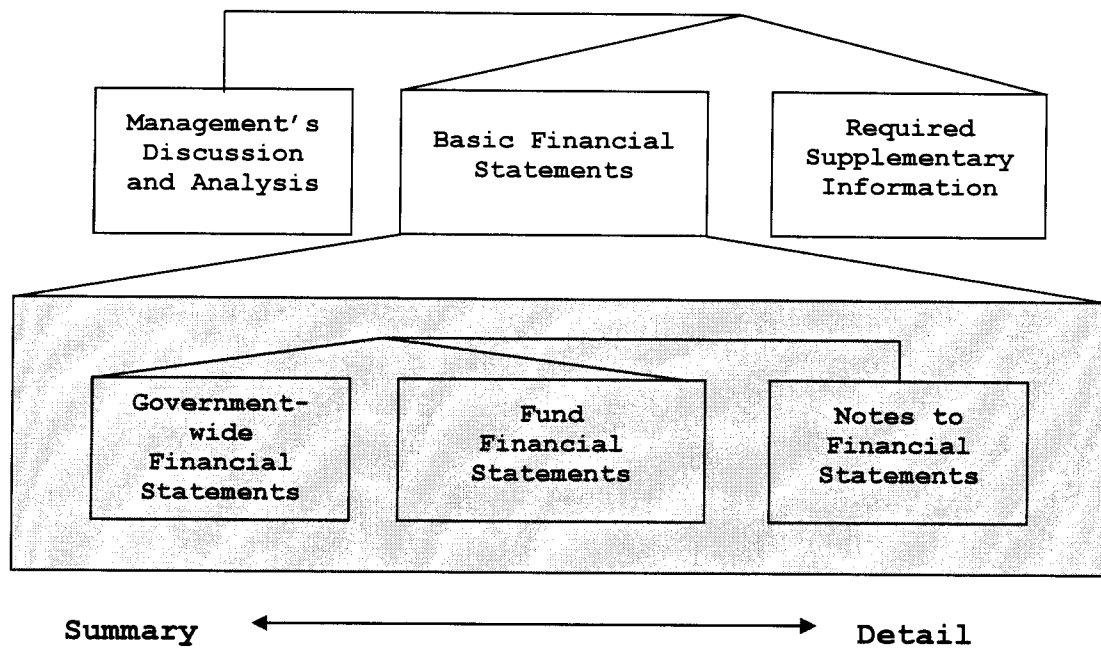 Management's
Discussion
and Analysis
Basic Financial
Statements
Required
Supplementary
Information
Government-
wide
Financial
Statements
Fund
Financial
Statements
Notes to
Financial
Statements
Summary
Detail